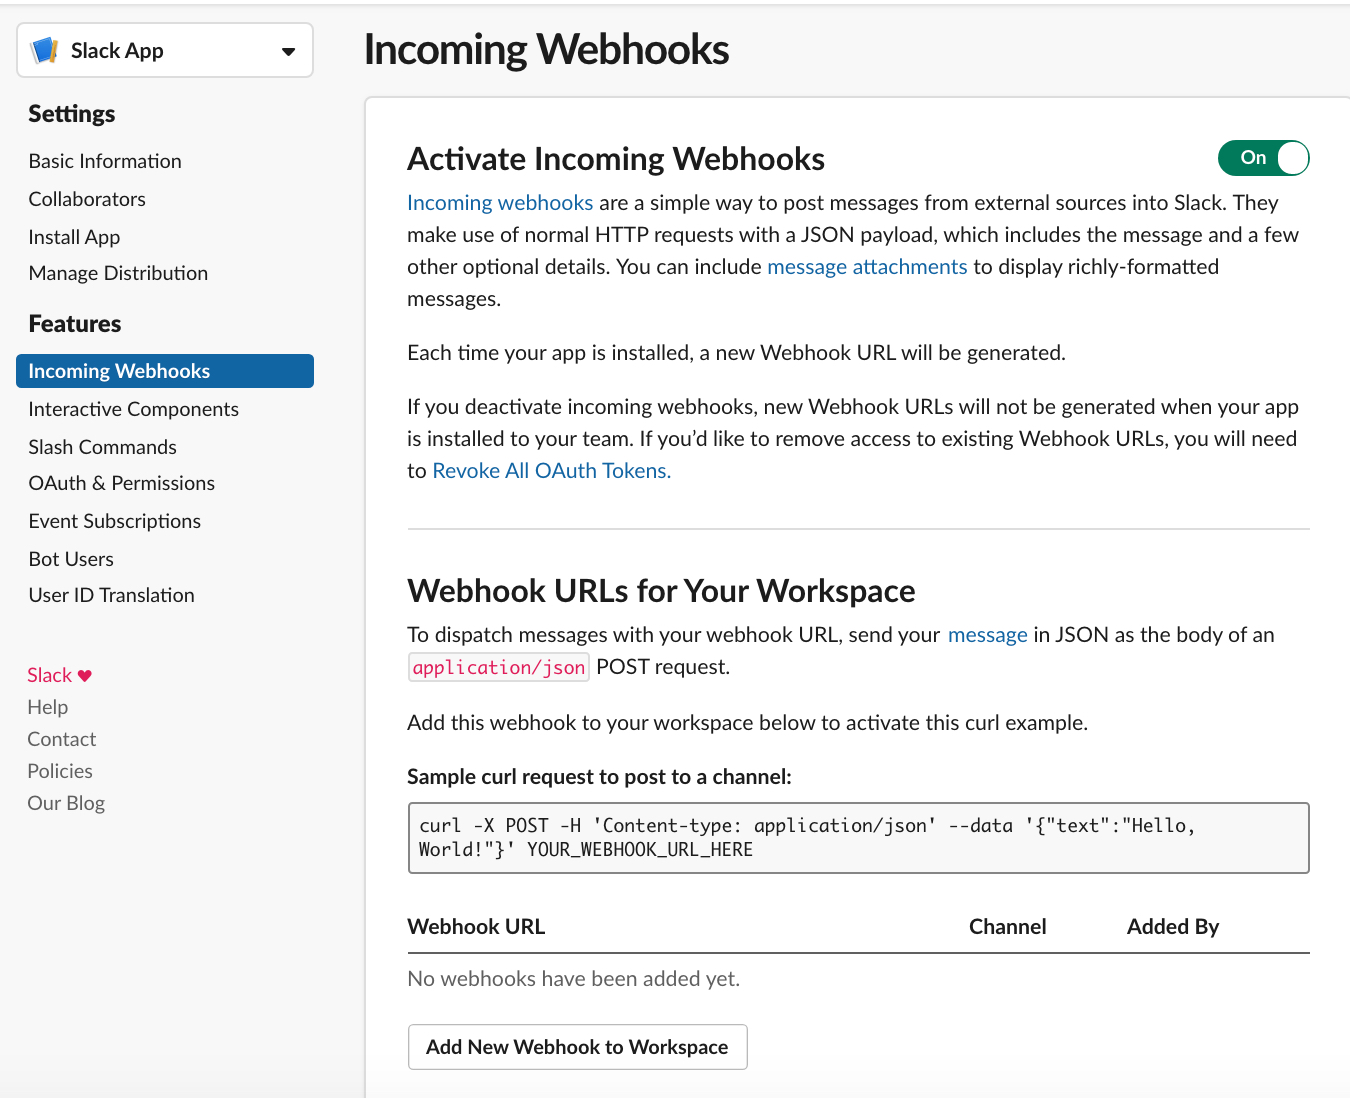 Slack App
Settings
Basic Information
Collaborators
Install App
Manage Distribution
Features
Incoming Webhooks
Interactive Components
Slash Commands
OAuth & Permissions
Event Subscriptions
Bot Users
User ID Translation
Slack ♥
Help
Contact
Policies
Our Blog
Incoming Webhooks
Activate Incoming Webhooks
On
Incoming webhooks are a simple way to post messages from external sources into Slack. They
make use of normal HTTP requests with a JSON payload, which includes the message and a few
other optional details. You can include message attachments to display richly-formatted
messages.
Each time your app is installed, a new Webhook URL will be generated.
If you deactivate incoming webhooks, new Webhook URLs will not be generated when your app
is installed to your team. If you’d like to remove access to existing Webhook URLs, you will need
to Revoke All OAuth Tokens.
Webhook URLs for Your Workspace
To dispatch messages with your webhook URL, send your message in JSON as the body of an
application/json POST request.
Add this webhook to your workspace below to activate this curl example.
Sample curl request to post to a channel:
curl -X POST -H 'Content-type: application/json' --data '{"text":"Hello,
World!"}' YOUR_WEBHOOK_URL_HERE
Webhook URL Channel Added By
No webhooks have been added yet.
Add New Webhook to Workspace